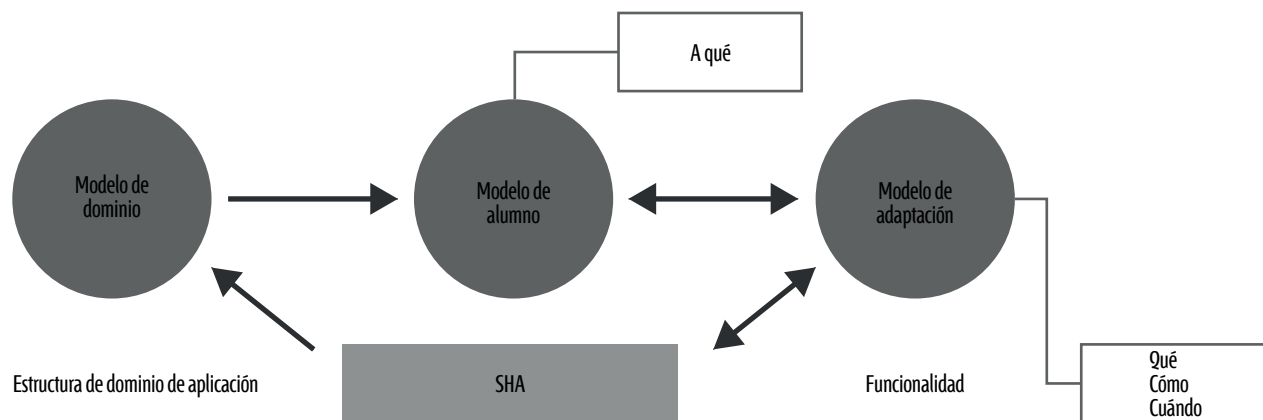 A qué
Modelo de
dominio
Modelo de
alumno
Modelo de
adaptación
Estructura de dominio de aplicación
SHA
Funcionalidad
Qué
Cómo
Cuándo